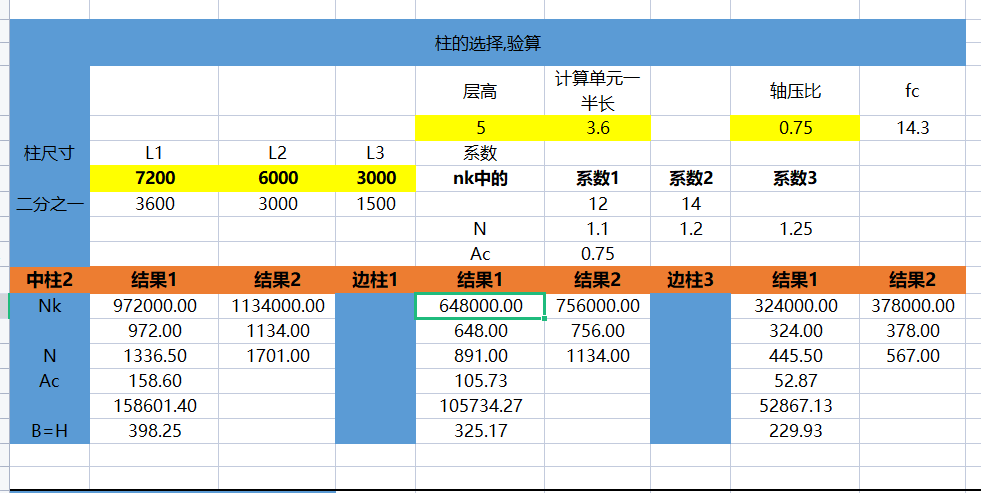 柱的选择,验算
层高 计算单元一半长 轴压比 fc
5 3.6 0.75 14.3
柱尺寸 L1 L2 L3 系数
7200 6000 3000 nk中的 系数1 系数2 系数3
二分之一 3600 3000 1500 12 14
N 1.1 1.2 1.25
Ac 0.75
中柱2 结果1 结果2 边柱1 结果1 结果2 边柱3 结果1 结果2
Nk 972000.00 1134000.00 648000.00 756000.00 324000.00 378000.00
972.00 1134.00 648.00 756.00 324.00 378.00
N 1336.50 1701.00 891.00 1134.00 445.50 567.00
Ac 158.60 105.73 52.87
158601.40 105734.27 52867.13
B=H 398.25 325.17 229.93